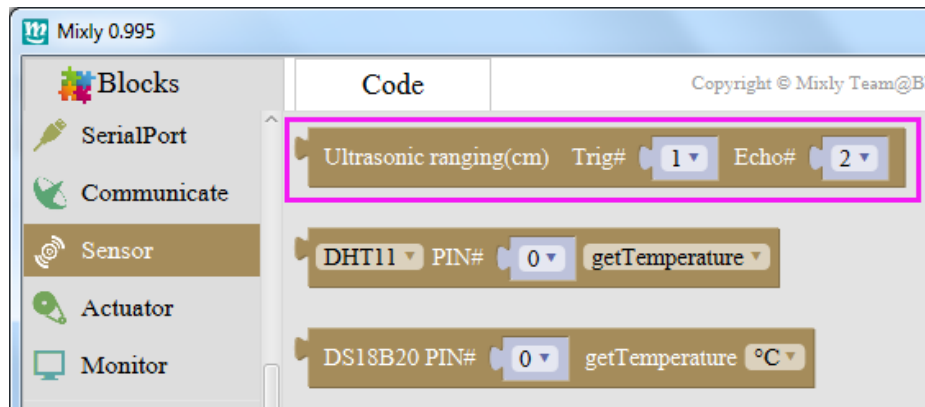 Mixly 0.995
Blocks
Code
Copyright © Mixly Team@B
SerialPort
Communicate
Sensor
Actuator
Monitor
Ultrasonic ranging(cm) Trig# 1 Echo# 2
DHT11 PIN# 0 getTemperature
DS18B20 PIN# 0 getTemperature °C